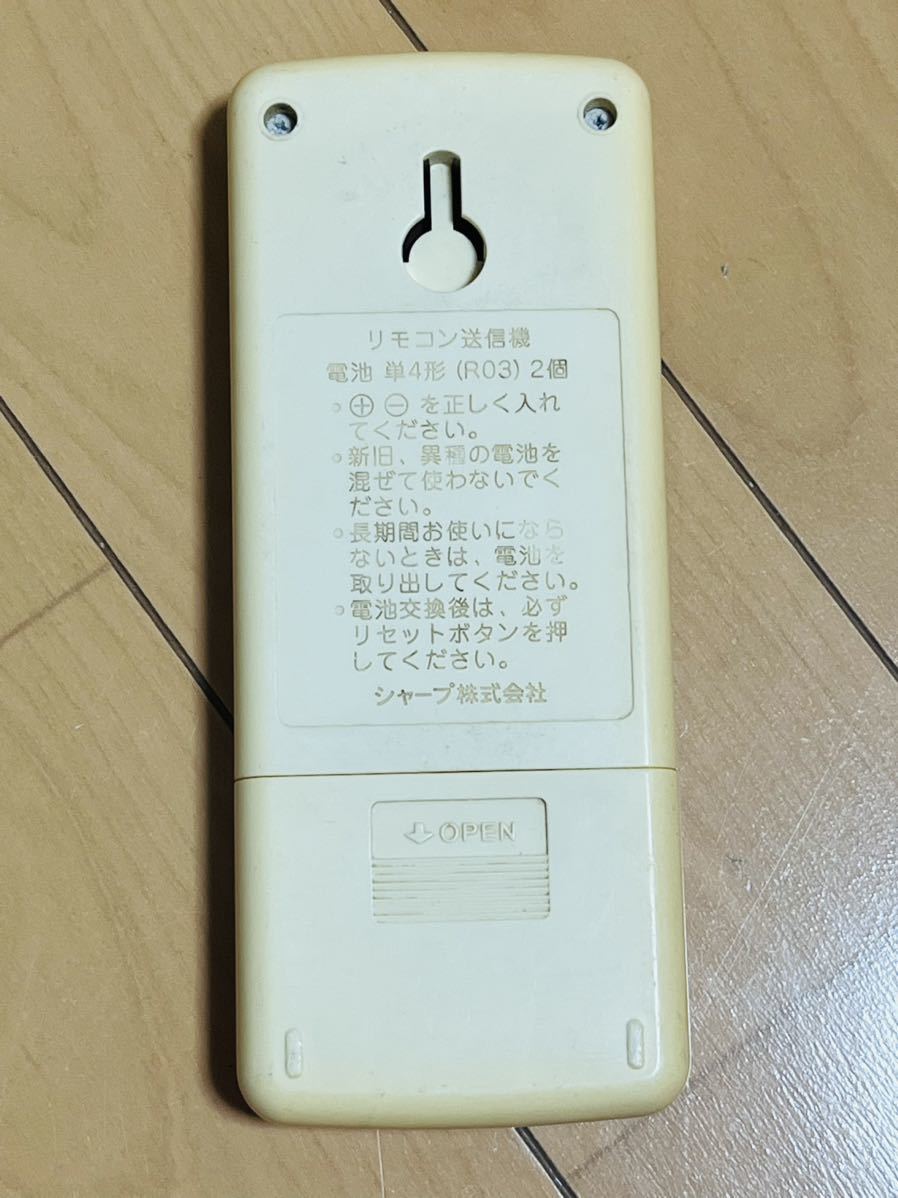 リモコン送信機
電池 単4形 (R03) 2個
∘⊕ ⊖ を正しく入れ
てください。
∘新旧、異種の電池を
混ぜて使わないでく
ださい。
∘長期間お使いになら
ないときは、電池を
取り出してください。
∘電池交換後は、必ず
リセットボタンを押
してください。
シャープ株式会社
⇩ OPEN